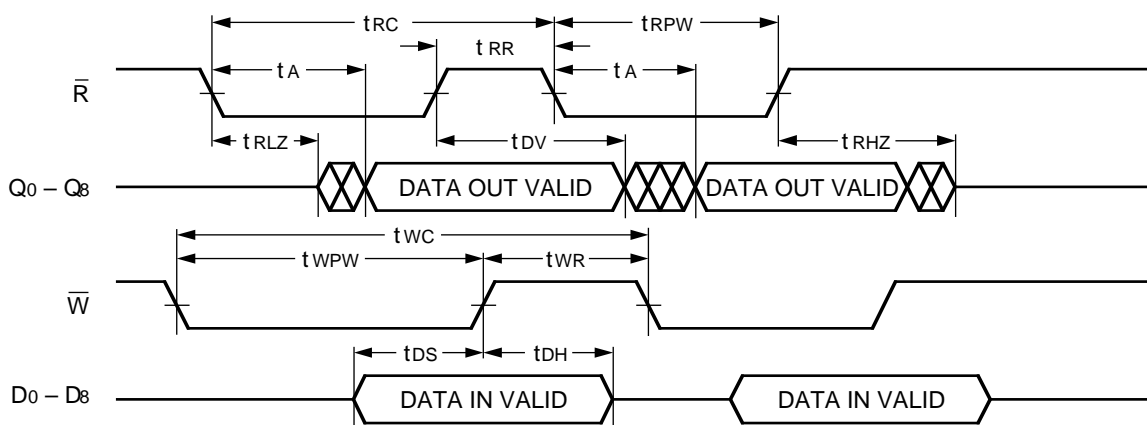 tRC tRPW
tRR
tA tA
R̅
tRLZ tDV tRHZ
Q0 – Q8 DATA OUT VALID DATA OUT VALID
tWC
tWPW tWR
W̅
tDS tDH
D0 – D8 DATA IN VALID DATA IN VALID